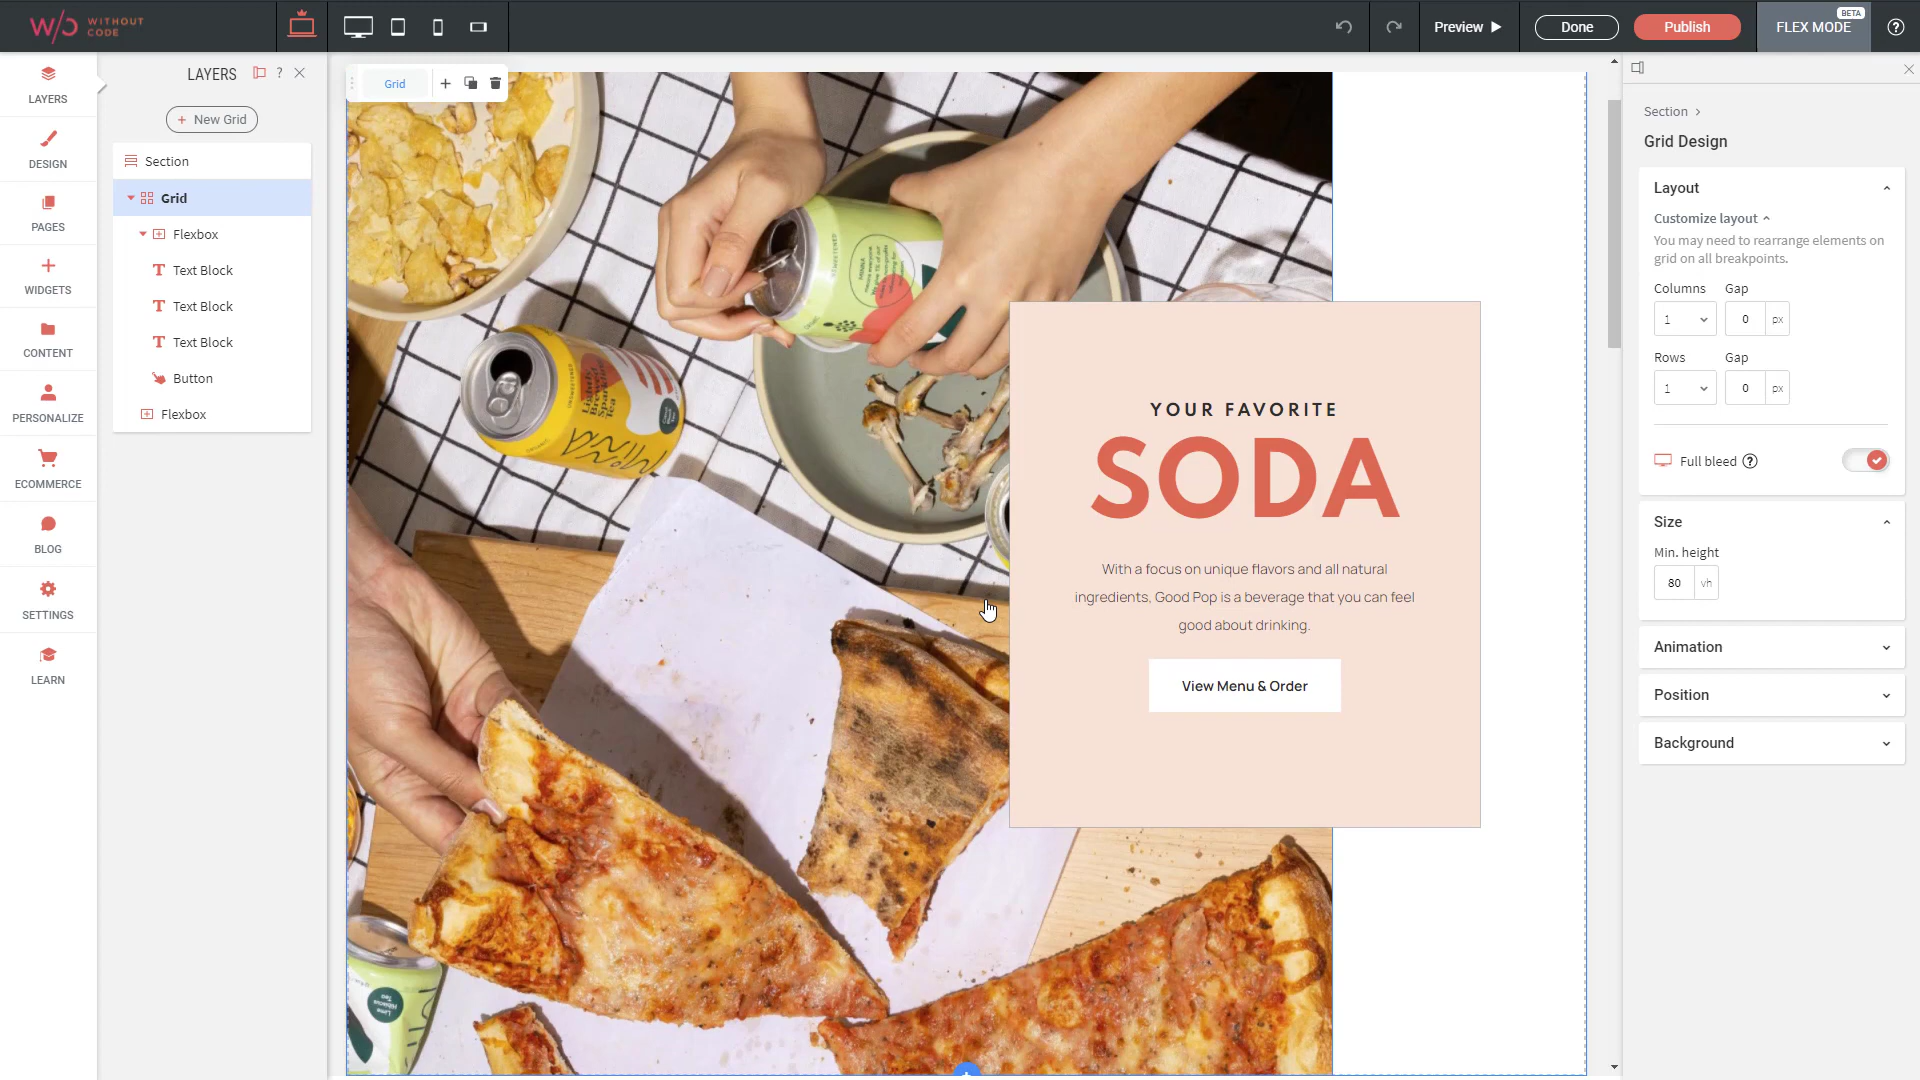 W/O WITHOUT CODE
Preview
Done
Publish
FLEX MODE
BETA
?
LAYERS
DESIGN
PAGES
WIDGETS
CONTENT
PERSONALIZE
ECOMMERCE
BLOG
SETTINGS
LEARN
LAYERS
?
+ New Grid
Section
Grid
Flexbox
Text Block
Text Block
Text Block
Button
Flexbox
Grid
YOUR FAVORITE
SODA
With a focus on unique flavors and all natural
ingredients, Good Pop is a beverage that you can feel
good about drinking.
View Menu & Order
Lightly
Brewed
Sparkling
Tea
Section >
Grid Design
Layout
Customize layout
You may need to rearrange elements on
grid on all breakpoints.
Columns Gap
1 0 px
Rows Gap
1 0 px
Full bleed ?
Size
Min. height
80 vh
Animation
Position
Background